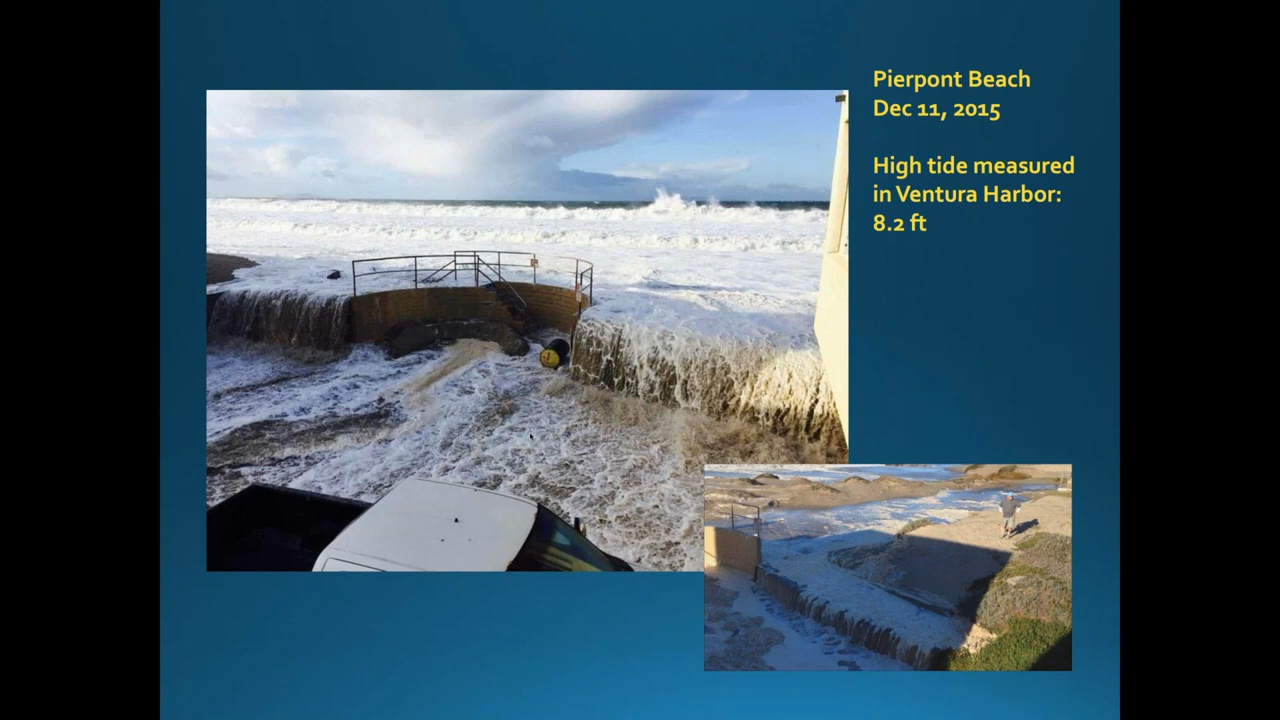 Pierpont Beach
Dec 11, 2015
High tide measured
in Ventura Harbor:
8.2 ft